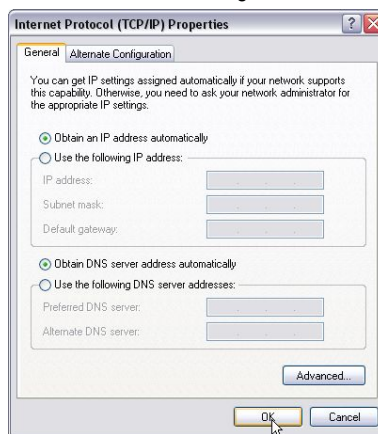 Internet Protocol (TCP/IP) Properties
General Alternate Configuration
You can get IP settings assigned automatically if your network supports
this capability. Otherwise, you need to ask your network administrator for
the appropriate IP settings.
Obtain an IP address automatically
Use the following IP address:
IP address:
Subnet mask:
Default gateway:
Obtain DNS server address automatically
Use the following DNS server addresses:
Preferred DNS server:
Alternate DNS server:
Advanced...
OK Cancel